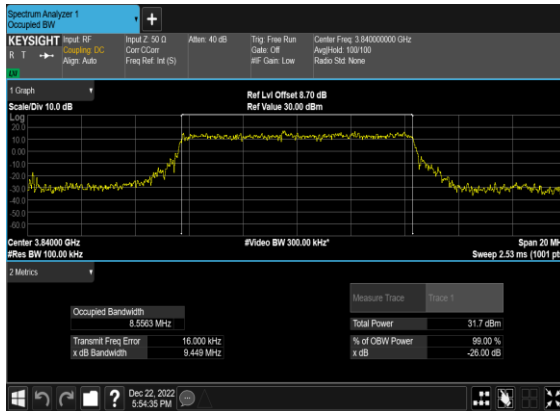 Spectrum Analyzer 1
Occupied BW
+
KEYSIGHT
R T
Input: RF
Coupling: DC
Align: Auto
Input Z: 50 Ω
Corr CCorr
Freq Ref: Int (S)
Atten: 40 dB
Trig: Free Run
Gate: Off
#IF Gain: Low
Center Freq: 3.840000000 GHz
Avg|Hold: 100/100
Radio Std: None
1 Graph
Scale/Div 10.0 dB
Ref Lvl Offset 8.70 dB
Ref Value 30.00 dBm
Log
20.0
10.0
0.00
-10.0
-20.0
-30.0
-40.0
-50.0
-60.0
Center 3.84000 GHz
#Res BW 100.00 kHz
#Video BW 300.00 kHz*
Span 20 MH
Sweep 2.53 ms (1001 pt
2 Metrics
Measure Trace
Trace 1
Occupied Bandwidth
8.5563 MHz
Total Power
31.7 dBm
Transmit Freq Error
16.000 kHz
% of OBW Power
99.00 %
x dB Bandwidth
9.449 MHz
x dB
-26.00 dB
?
Dec 22, 2022
5:54:35 PM